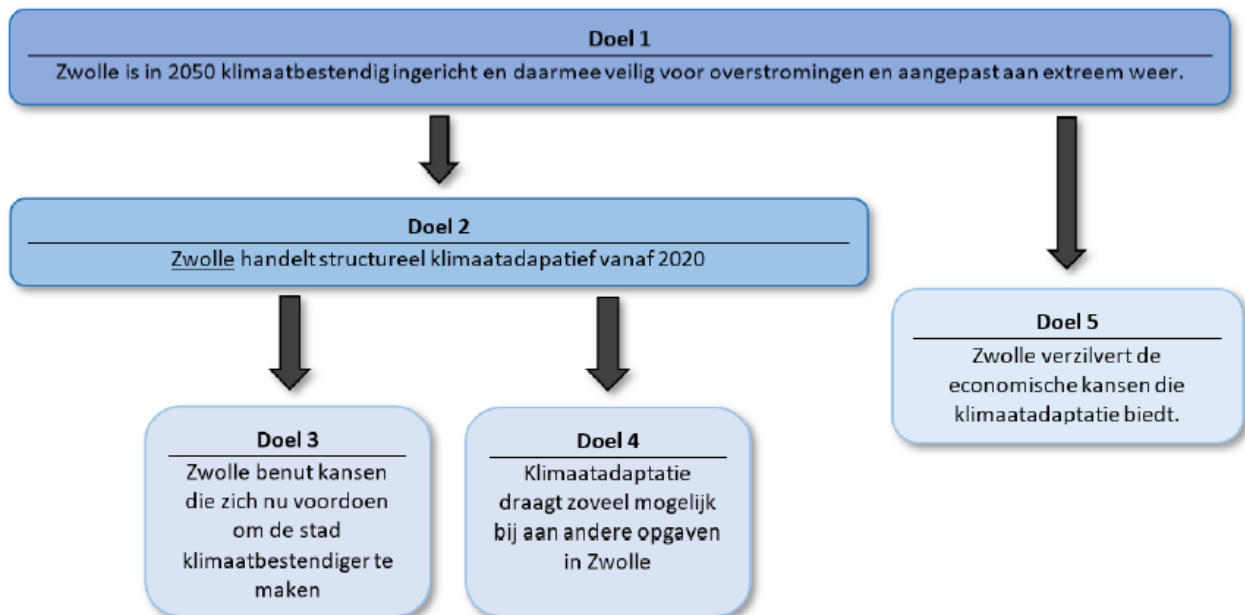 Doel 1
Zwolle is in 2050 klimaatbestendig ingericht en daarmee veilig voor overstromingen en aangepast aan extreem weer.
Doel 2
Zwolle handelt structureel klimaatadapatief vanaf 2020
Doel 5
Zwolle verzilvert de
economische kansen die
klimaatadaptatie biedt.
Doel 3
Zwolle benut kansen
die zich nu voordoen
om de stad
klimaatbestendiger te
maken
Doel 4
Klimaatadaptatie
draagt zoveel mogelijk
bij aan andere opgaven
in Zwolle